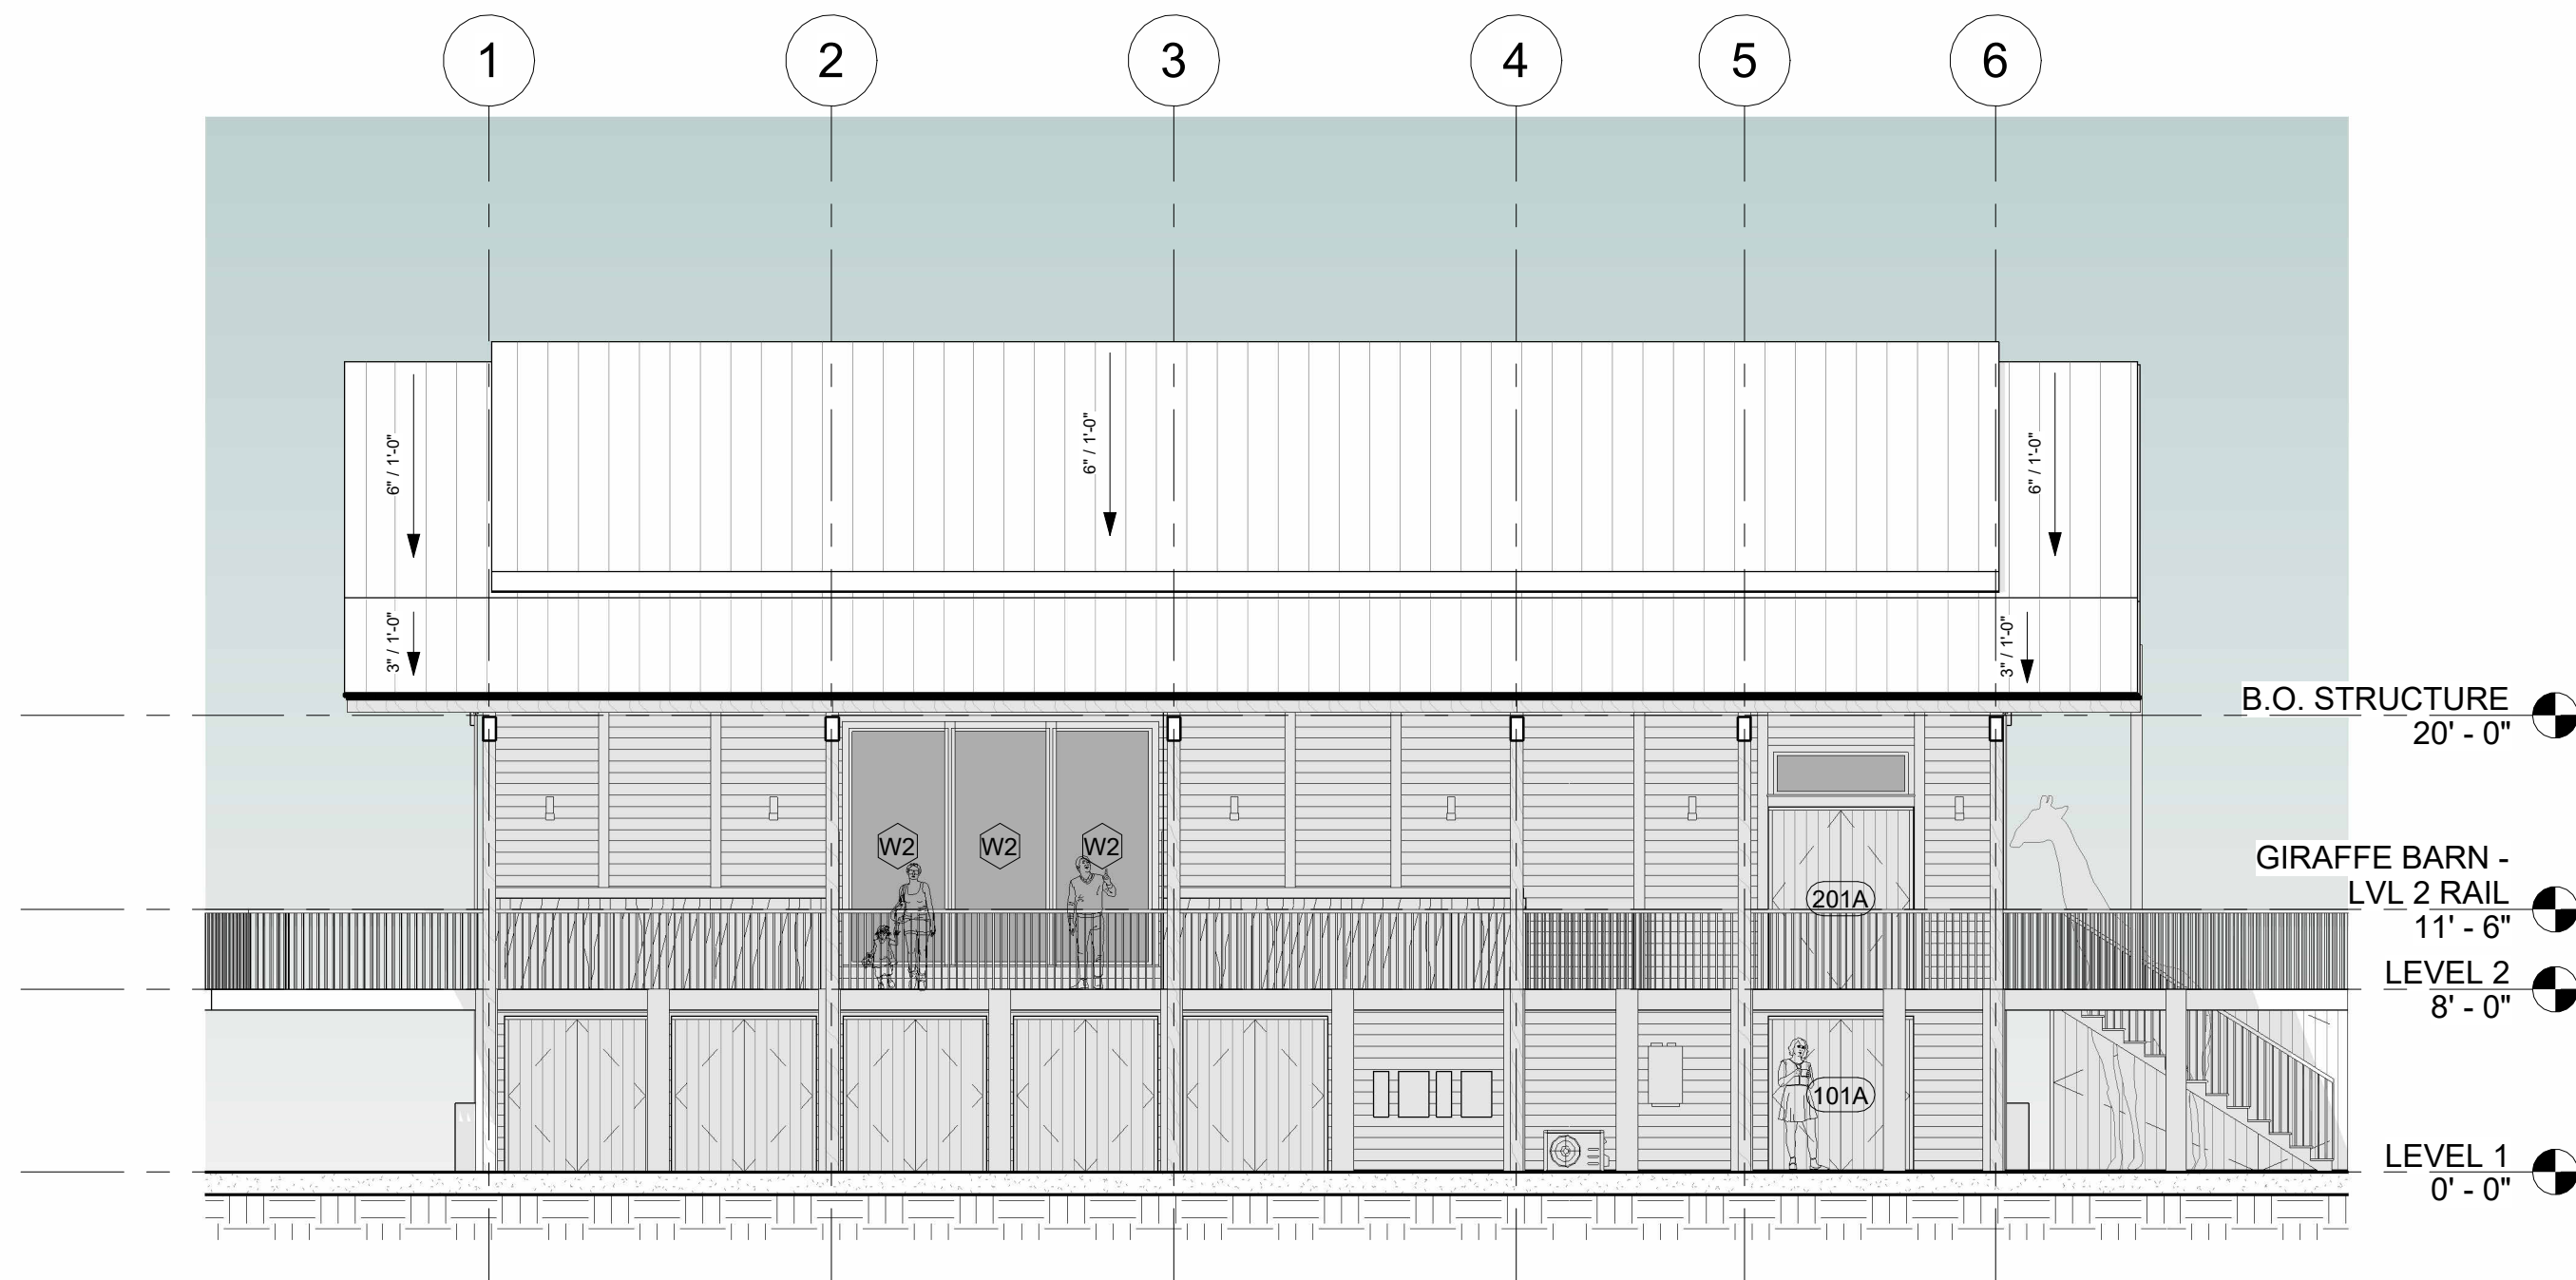 1 2 3 4 5 6
6" / 1'-0"
6" / 1'-0"
6" / 1'-0"
3" / 1'-0"
3" / 1'-0"
B.O. STRUCTURE
20' - 0"
W2 W2 W2
GIRAFFE BARN -
LVL 2 RAIL
11' - 6"
201A
LEVEL 2
8' - 0"
101A
LEVEL 1
0' - 0"